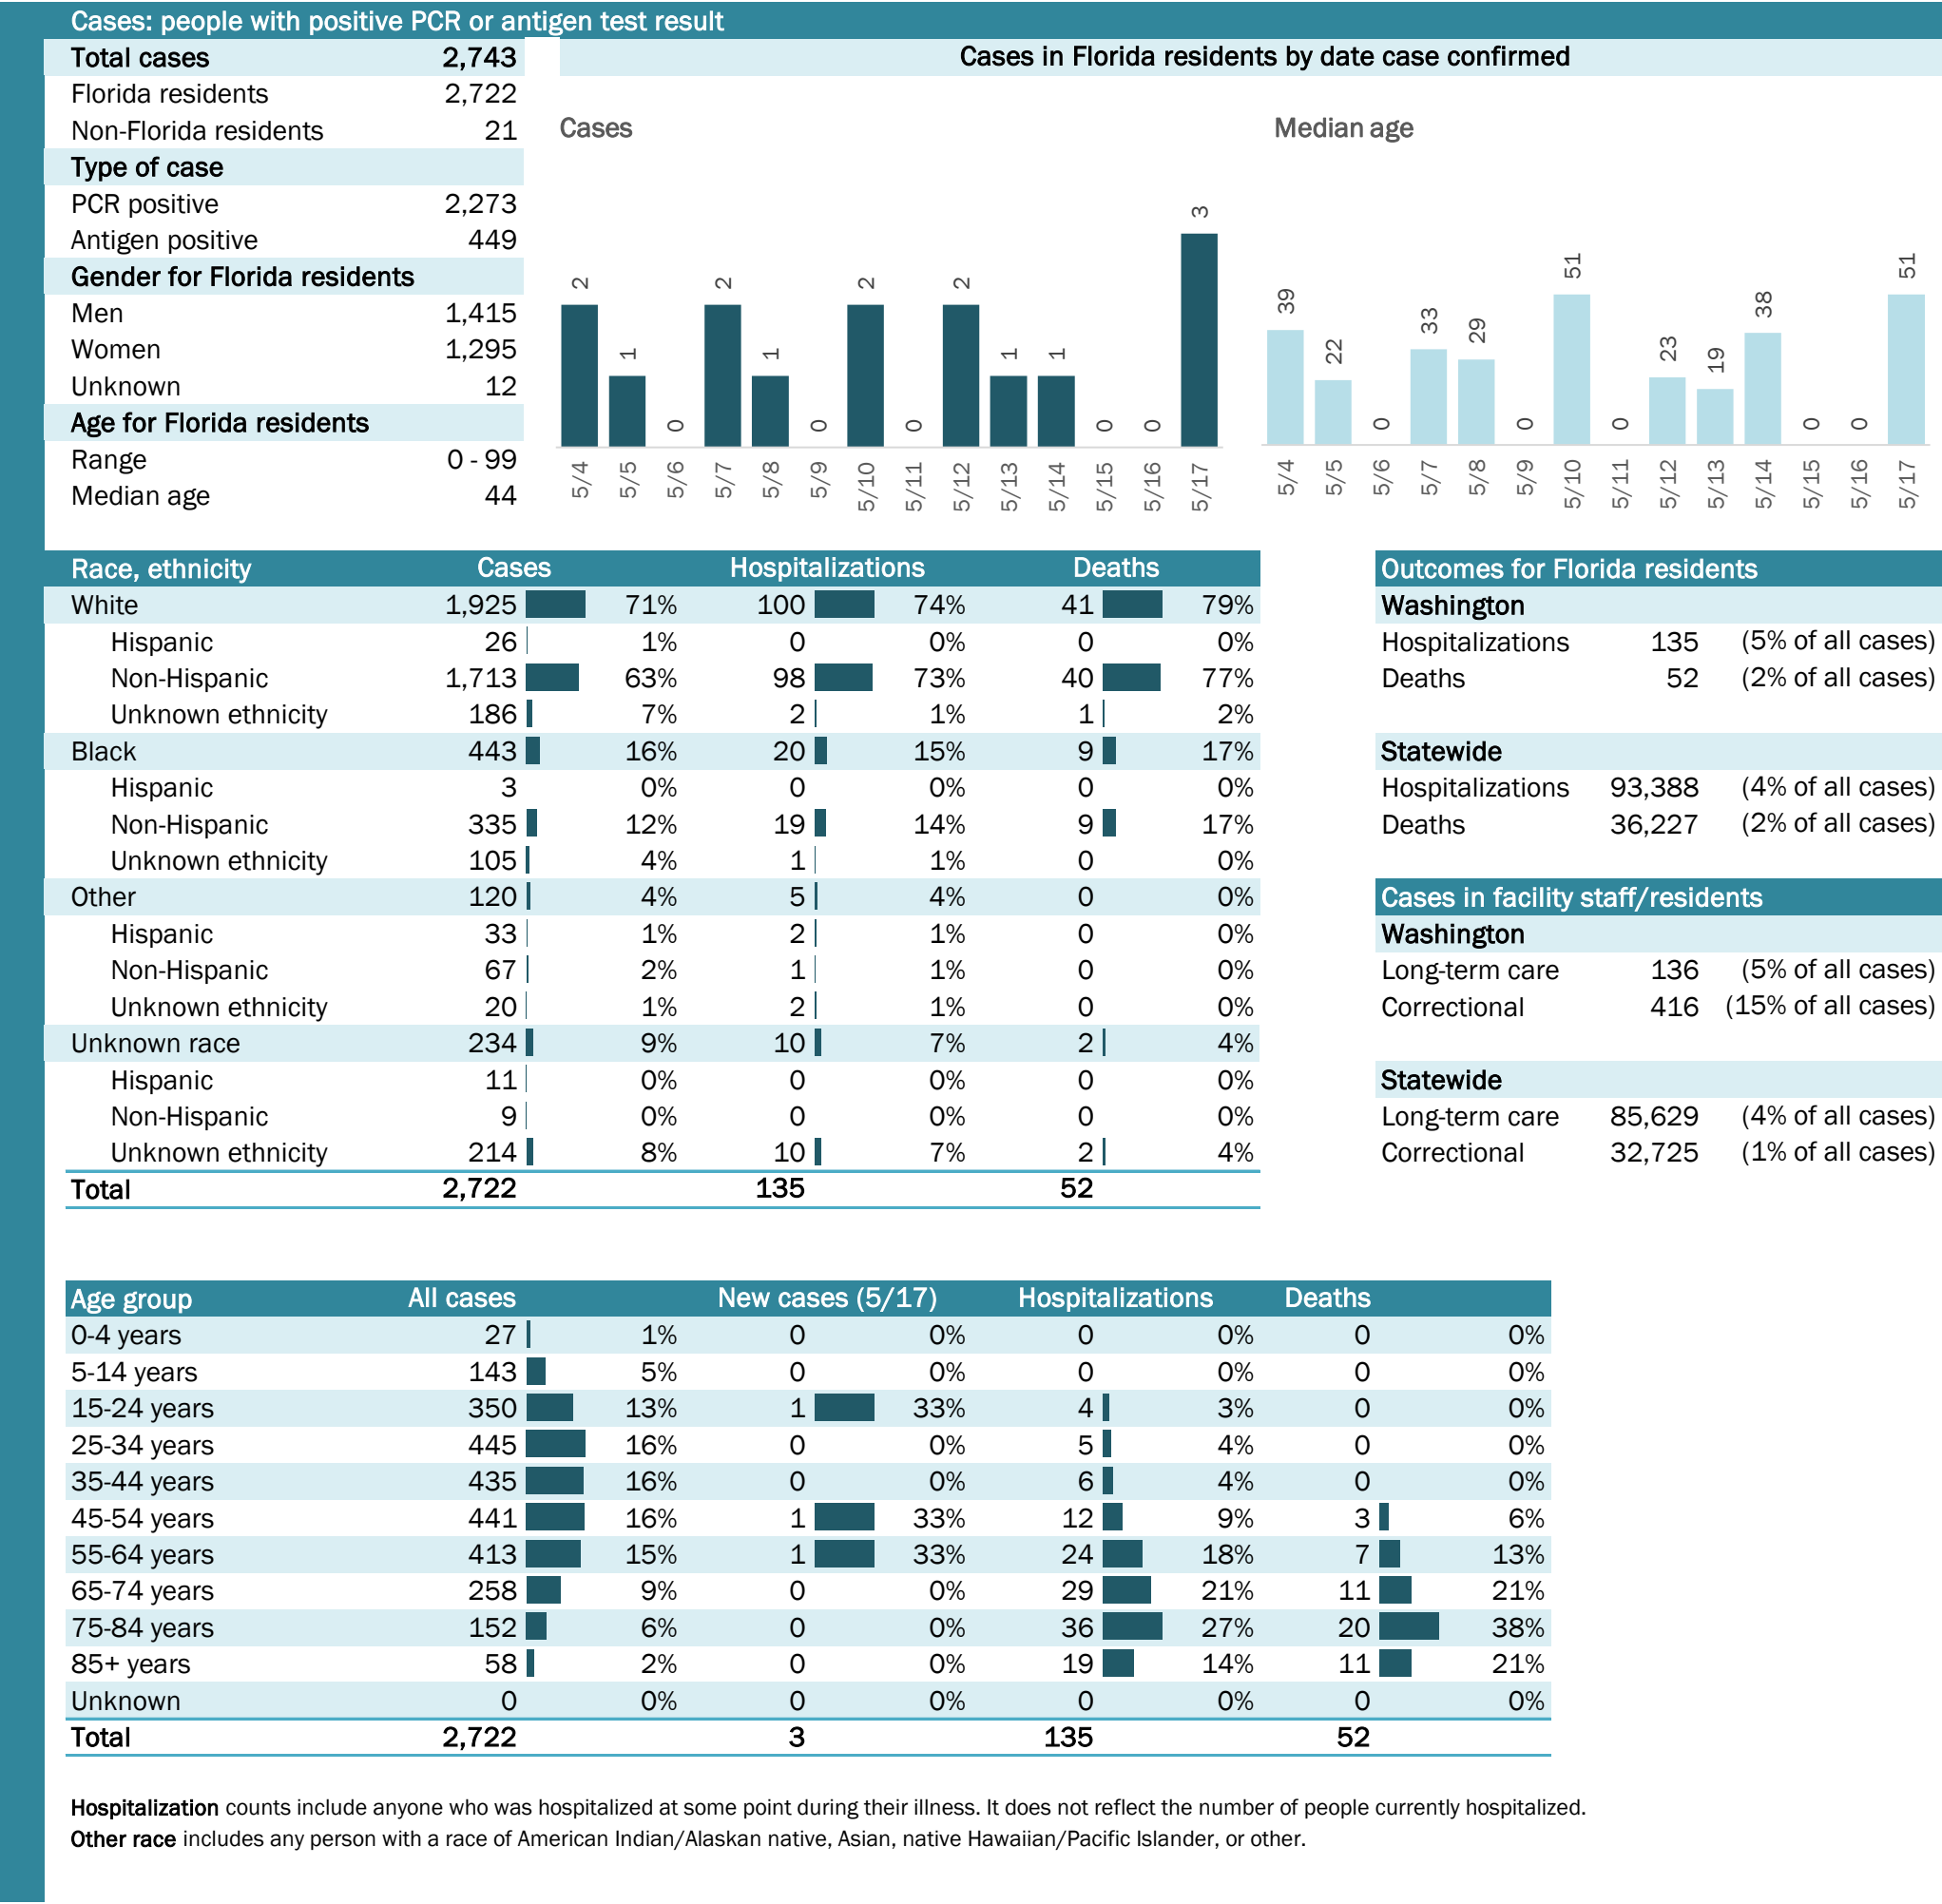 Cases: people with positive PCR or antigen test result
Total cases 2,743
Florida residents 2,722
Non-Florida residents 21
Type of case
PCR positive 2,273
Antigen positive 449
Gender for Florida residents
Men 1,415
Women 1,295
Unknown 12
Age for Florida residents
Range 0 - 99
Median age 44
Cases in Florida residents by date case confirmed
Cases
2 1 0 2 1 0 2 0 2 1 1 0 0 3
5/4 5/5 5/6 5/7 5/8 5/9 5/10 5/11 5/12 5/13 5/14 5/15 5/16 5/17
Median age
39 22 0 33 29 0 51 0 23 19 38 0 0 51
5/4 5/5 5/6 5/7 5/8 5/9 5/10 5/11 5/12 5/13 5/14 5/15 5/16 5/17
Race, ethnicity Cases Hospitalizations Deaths
White 1,925 71% 100 74% 41 79%
Hispanic 26 1% 0 0% 0 0%
Non-Hispanic 1,713 63% 98 73% 40 77%
Unknown ethnicity 186 7% 2 1% 1 2%
Black 443 16% 20 15% 9 17%
Hispanic 3 0% 0 0% 0 0%
Non-Hispanic 335 12% 19 14% 9 17%
Unknown ethnicity 105 4% 1 1% 0 0%
Other 120 4% 5 4% 0 0%
Hispanic 33 1% 2 1% 0 0%
Non-Hispanic 67 2% 1 1% 0 0%
Unknown ethnicity 20 1% 2 1% 0 0%
Unknown race 234 9% 10 7% 2 4%
Hispanic 11 0% 0 0% 0 0%
Non-Hispanic 9 0% 0 0% 0 0%
Unknown ethnicity 214 8% 10 7% 2 4%
Total 2,722 135 52
Outcomes for Florida residents
Washington
Hospitalizations 135 (5% of all cases)
Deaths 52 (2% of all cases)
Statewide
Hospitalizations 93,388 (4% of all cases)
Deaths 36,227 (2% of all cases)
Cases in facility staff/residents
Washington
Long-term care 136 (5% of all cases)
Correctional 416 (15% of all cases)
Statewide
Long-term care 85,629 (4% of all cases)
Correctional 32,725 (1% of all cases)
Age group All cases New cases (5/17) Hospitalizations Deaths
0-4 years 27 1% 0 0% 0 0% 0 0%
5-14 years 143 5% 0 0% 0 0% 0 0%
15-24 years 350 13% 1 33% 4 3% 0 0%
25-34 years 445 16% 0 0% 5 4% 0 0%
35-44 years 435 16% 0 0% 6 4% 0 0%
45-54 years 441 16% 1 33% 12 9% 3 6%
55-64 years 413 15% 1 33% 24 18% 7 13%
65-74 years 258 9% 0 0% 29 21% 11 21%
75-84 years 152 6% 0 0% 36 27% 20 38%
85+ years 58 2% 0 0% 19 14% 11 21%
Unknown 0 0% 0 0% 0 0% 0 0%
Total 2,722 3 135 52
Hospitalization counts include anyone who was hospitalized at some point during their illness. It does not reflect the number of people currently hospitalized.
Other race includes any person with a race of American Indian/Alaskan native, Asian, native Hawaiian/Pacific Islander, or other.